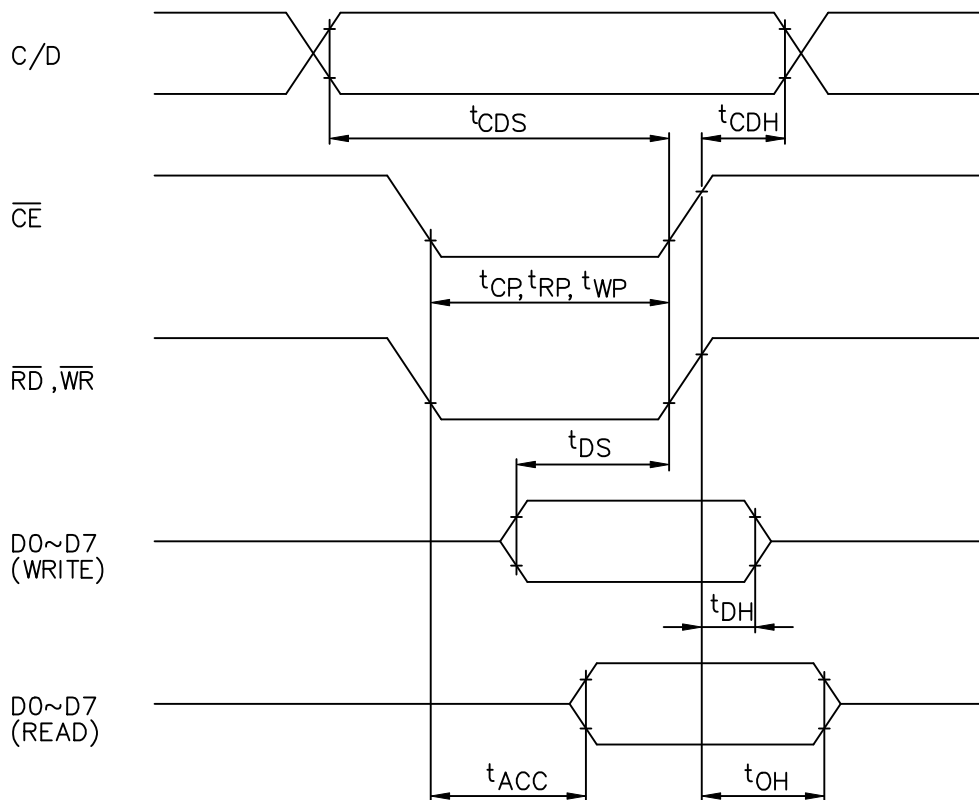 C/D
tCDS
tCDH
CE
tCP, tRP, tWP
RD, WR
tDS
D0~D7
(WRITE)
tDH
D0~D7
(READ)
tACC
tOH